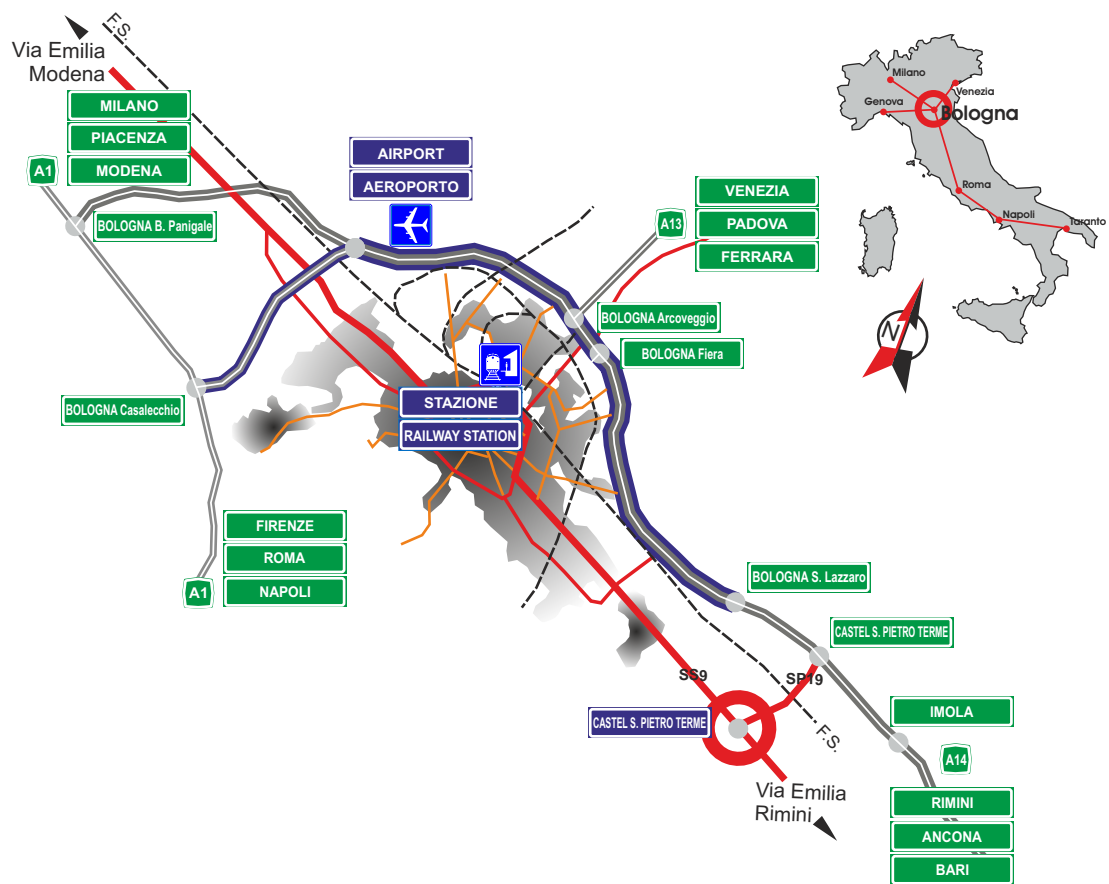 F.S.
Via Emilia
Modena
MILANO
PIACENZA
MODENA
A1
BOLOGNA B. Panigale
AIRPORT
AEROPORTO
A13
VENEZIA
PADOVA
FERRARA
BOLOGNA Arcoveggio
BOLOGNA Fiera
BOLOGNA Casalecchio
STAZIONE
RAILWAY STATION
FIRENZE
ROMA
NAPOLI
A1
BOLOGNA S. Lazzaro
CASTEL S. PIETRO TERME
SS9
SP19
CASTEL S. PIETRO TERME
F.S.
IMOLA
A14
Via Emilia
Rimini
RIMINI
ANCONA
BARI
Milano
Venezia
Genova
Bologna
Roma
Napoli
Taranto
N